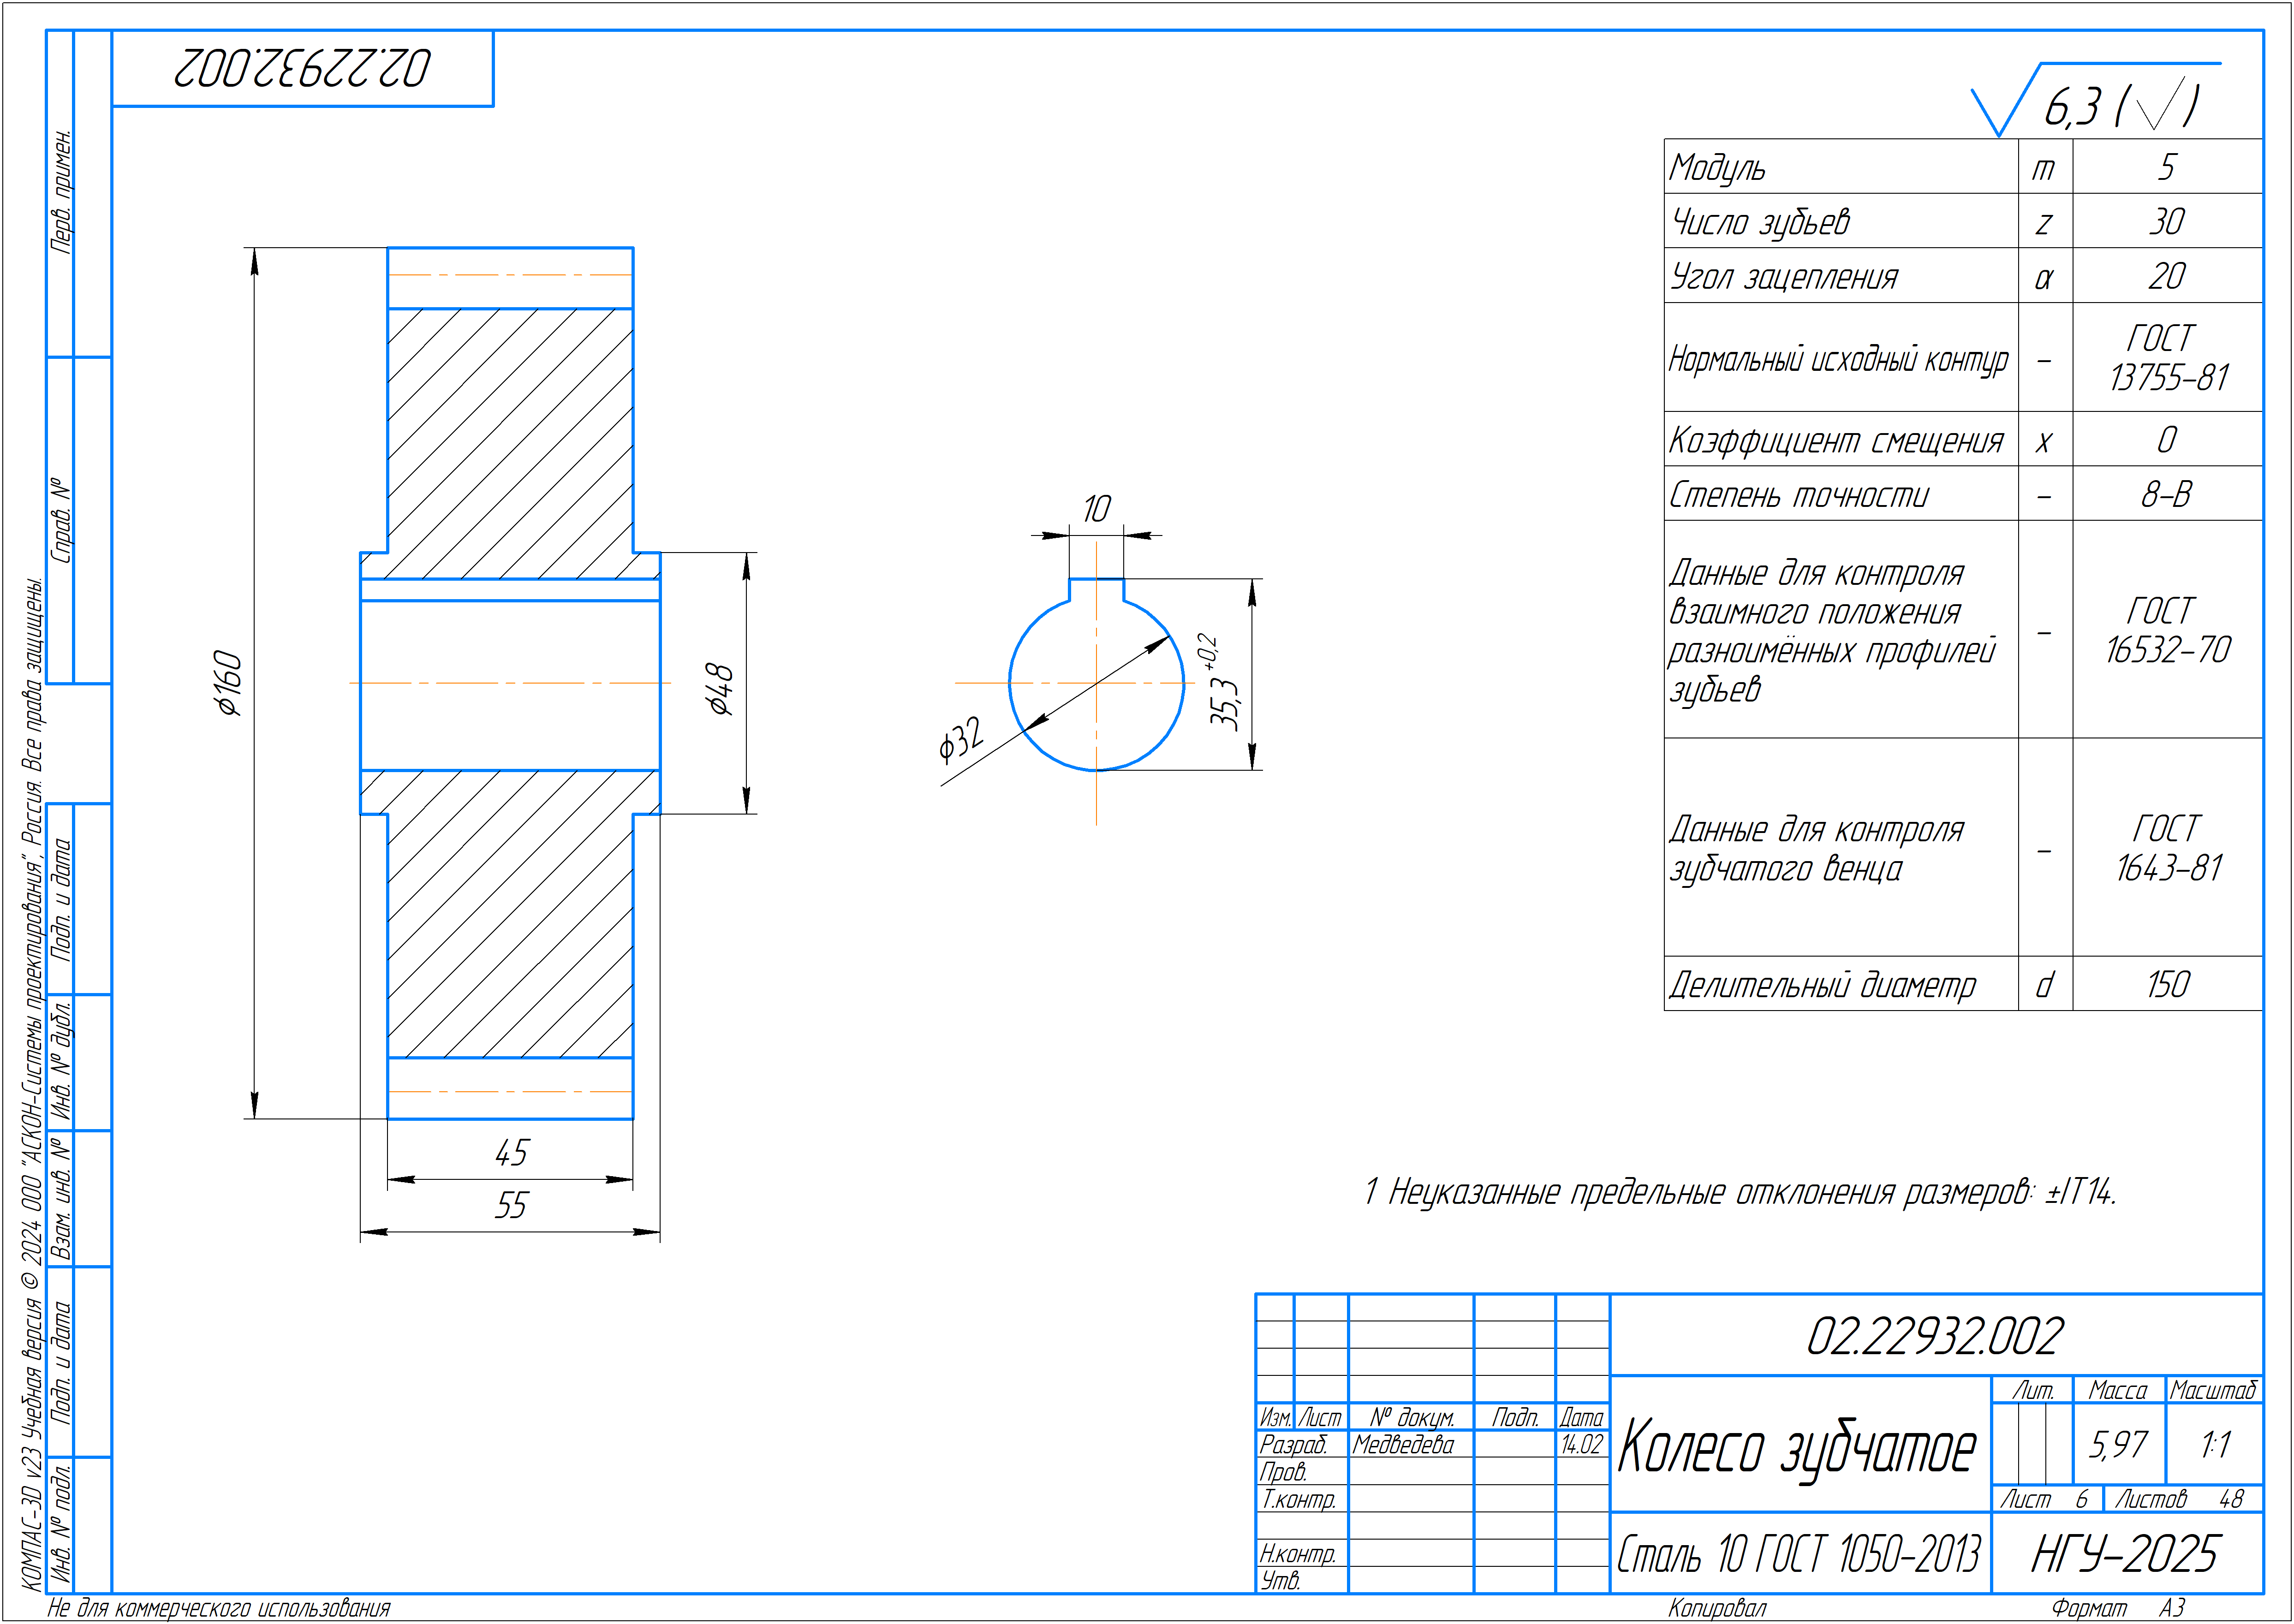 02.22932.002
6,3 (√)
Модуль m 5
Число зубьев z 30
Угол зацепления α 20
Нормальный исходный контур – ГОСТ
13755–81
Коэффициент смещения x 0
Степень точности – 8–В
Данные для контроля
взаимного положения
разноимённых профилей
зубьев
–
ГОСТ
16532–70
Данные для контроля
зубчатого венца
–
ГОСТ
1643–81
Делительный диаметр d 150
ϕ160
ϕ48
45
55
10
ϕ32
35,3 +0,2
1 Неуказанные предельные отклонения размеров: ±IT14.
02.22932.002
Изм. Лист № докум. Подп. Дата
Разраб. Медведева 14.02
Пров.
Т.контр.
Н.контр.
Утв.
Колесо зубчатое
Лит. Масса Масштаб
5,97 1:1
Лист 6 Листов 48
Сталь 10 ГОСТ 1050–2013
НГУ–2025
Копировал Формат А3
Не для коммерческого использования
Перв. примен.
Справ. №
Подп. и дата
Инв. № дубл.
Взам. инв. №
Подп. и дата
Инв. № подл.
КОМПАС–3D v23 Учебная версия © 2024 ООО "АСКОН–Системы проектирования", Россия. Все права защищены.